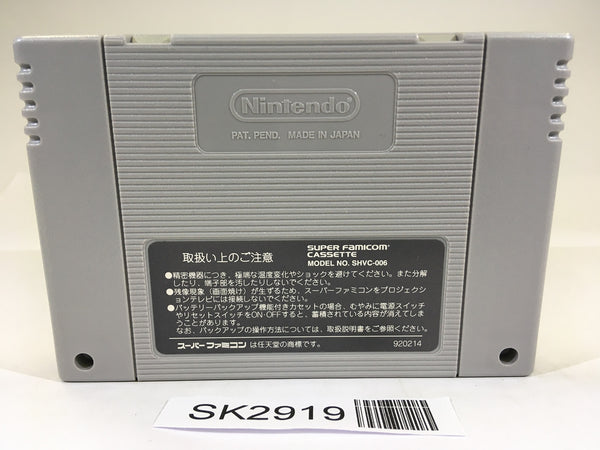 Nintendo®
PAT. PEND. MADE IN JAPAN
取扱い上のご注意
SUPER FAMICOM™
CASSETTE
MODEL NO. SHVC-006
●精密機器につき、極端な温度変化やショックを避けてください。また分解
したり、端子部を汚したりしないでください。
●残像現象（画面焼け）が生ずるため、スーパーファミコンをプロジェクシ
ョンテレビには接続しないでください。
●バッテリーバックアップ機能付きカセットの場合、むやみに電源スイッチ
やリセットスイッチをON-OFFすると、蓄積されている内容が消えてしま
うことがあります。
なお、バックアップの操作方法については、取扱説明書をご参照ください。
スーパーファミコン は任天堂の商標です。
920214
SK2919